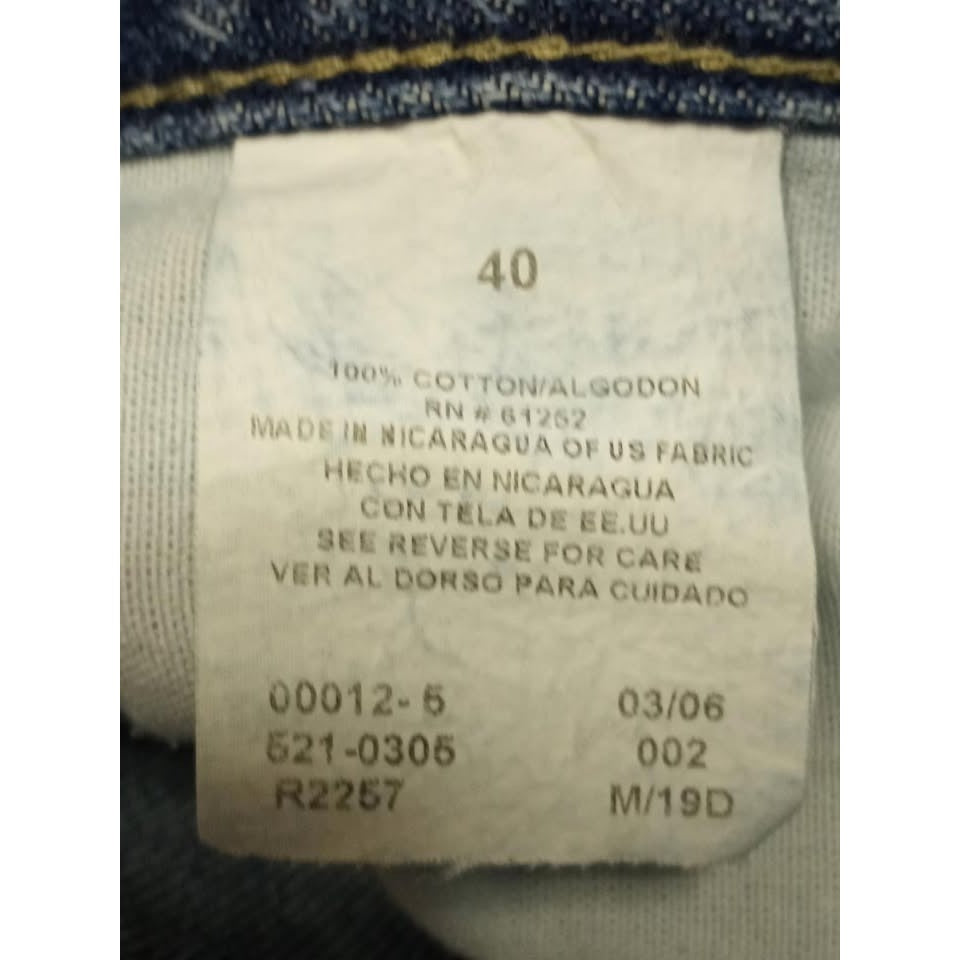 40
100% COTTON/ALGODON
RN # 61252
MADE IN NICARAGUA OF US FABRIC
HECHO EN NICARAGUA
CON TELA DE EE.UU
SEE REVERSE FOR CARE
VER AL DORSO PARA CUIDADO
00012-5 03/06
521-0305 002
R2257 M/19D